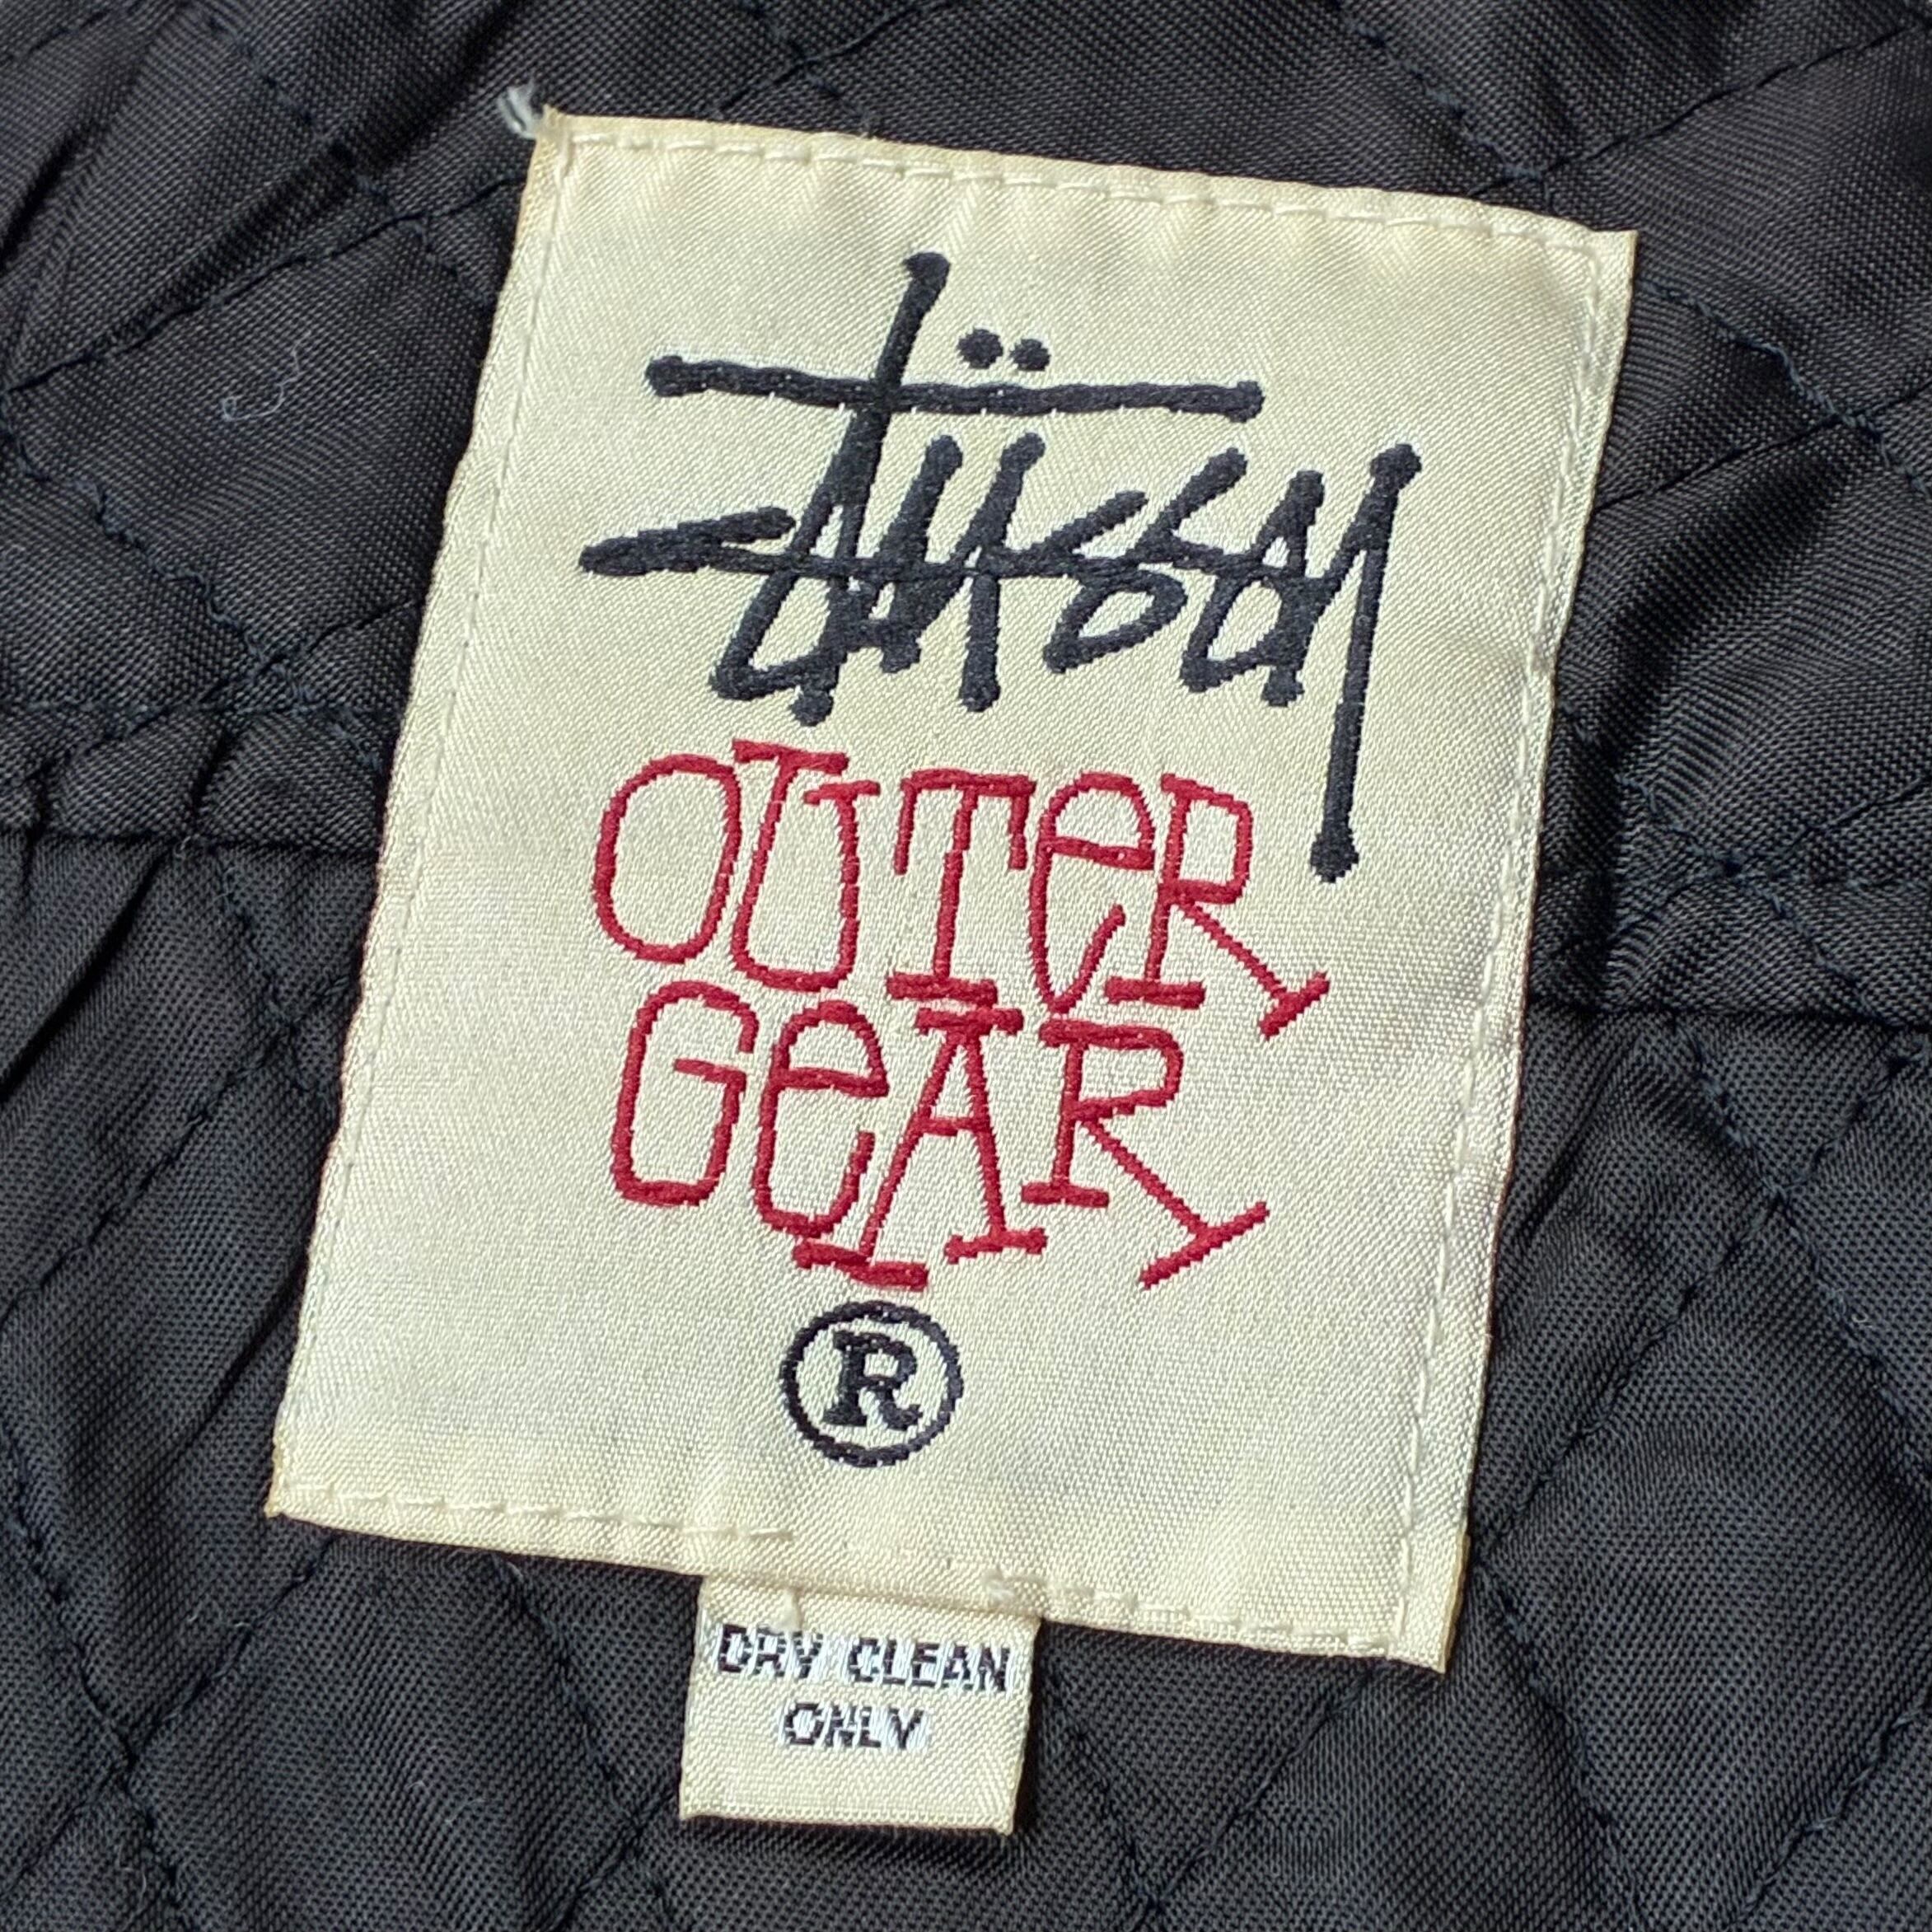 Stüssy
OUTeR
GeAR
®
DRY CLEAN
ONLY